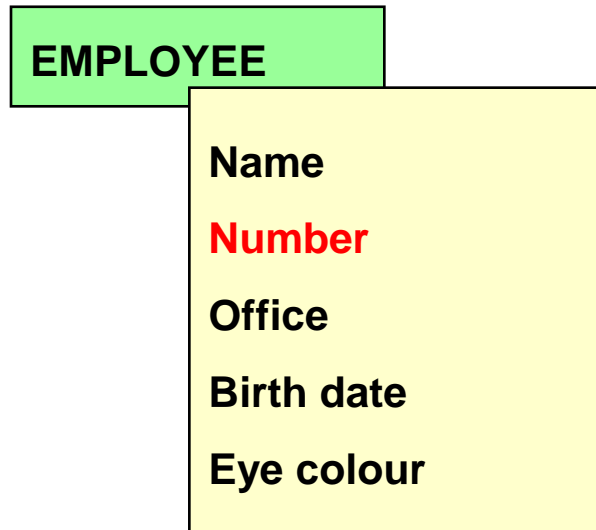 EMPLOYEE
Name
Number
Office
Birth date
Eye colour